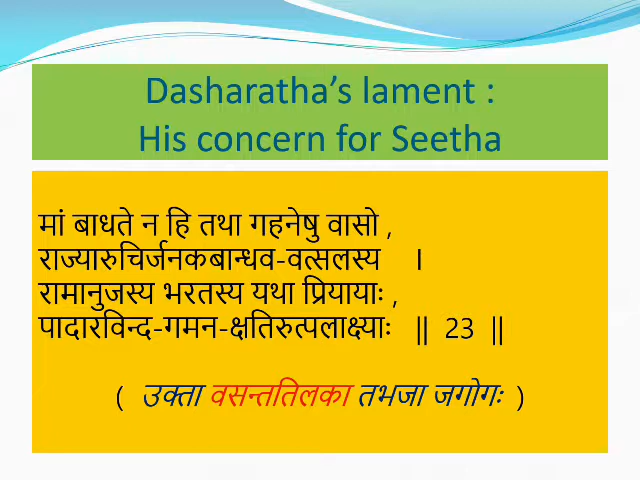 Dasharatha’s lament :
His concern for Seetha
मां बाधते न हि तथा गहनेषु वासो ,
राज्यारुचिर्जनकबान्धव-वत्सलस्य ।
रामानुजस्य भरतस्य यथा प्रियायाः ,
पादारविन्द-गमन-क्षतिरुत्पलाक्ष्याः || 23 ||
( उक्ता वसन्ततिलका तभजा जगोगः )